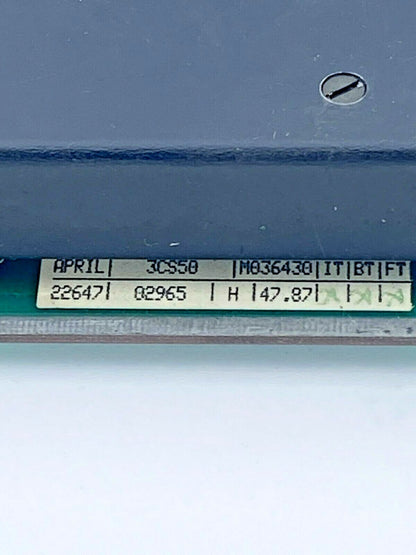 APRIL| 3CS50 |M036430|IT|BT|FT
22647| 02965 | H |47.87|